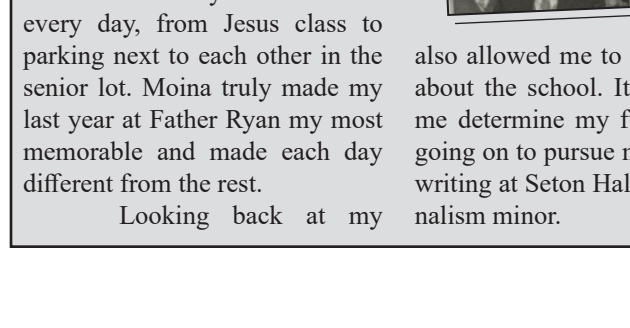 every day, from Jesus class to
parking next to each other in the
senior lot. Moina truly made my
last year at Father Ryan my most
memorable and made each day
different from the rest.
Looking back at my
also allowed me to
about the school. It
me determine my
going on to pursue
writing at Seton
nalism minor.